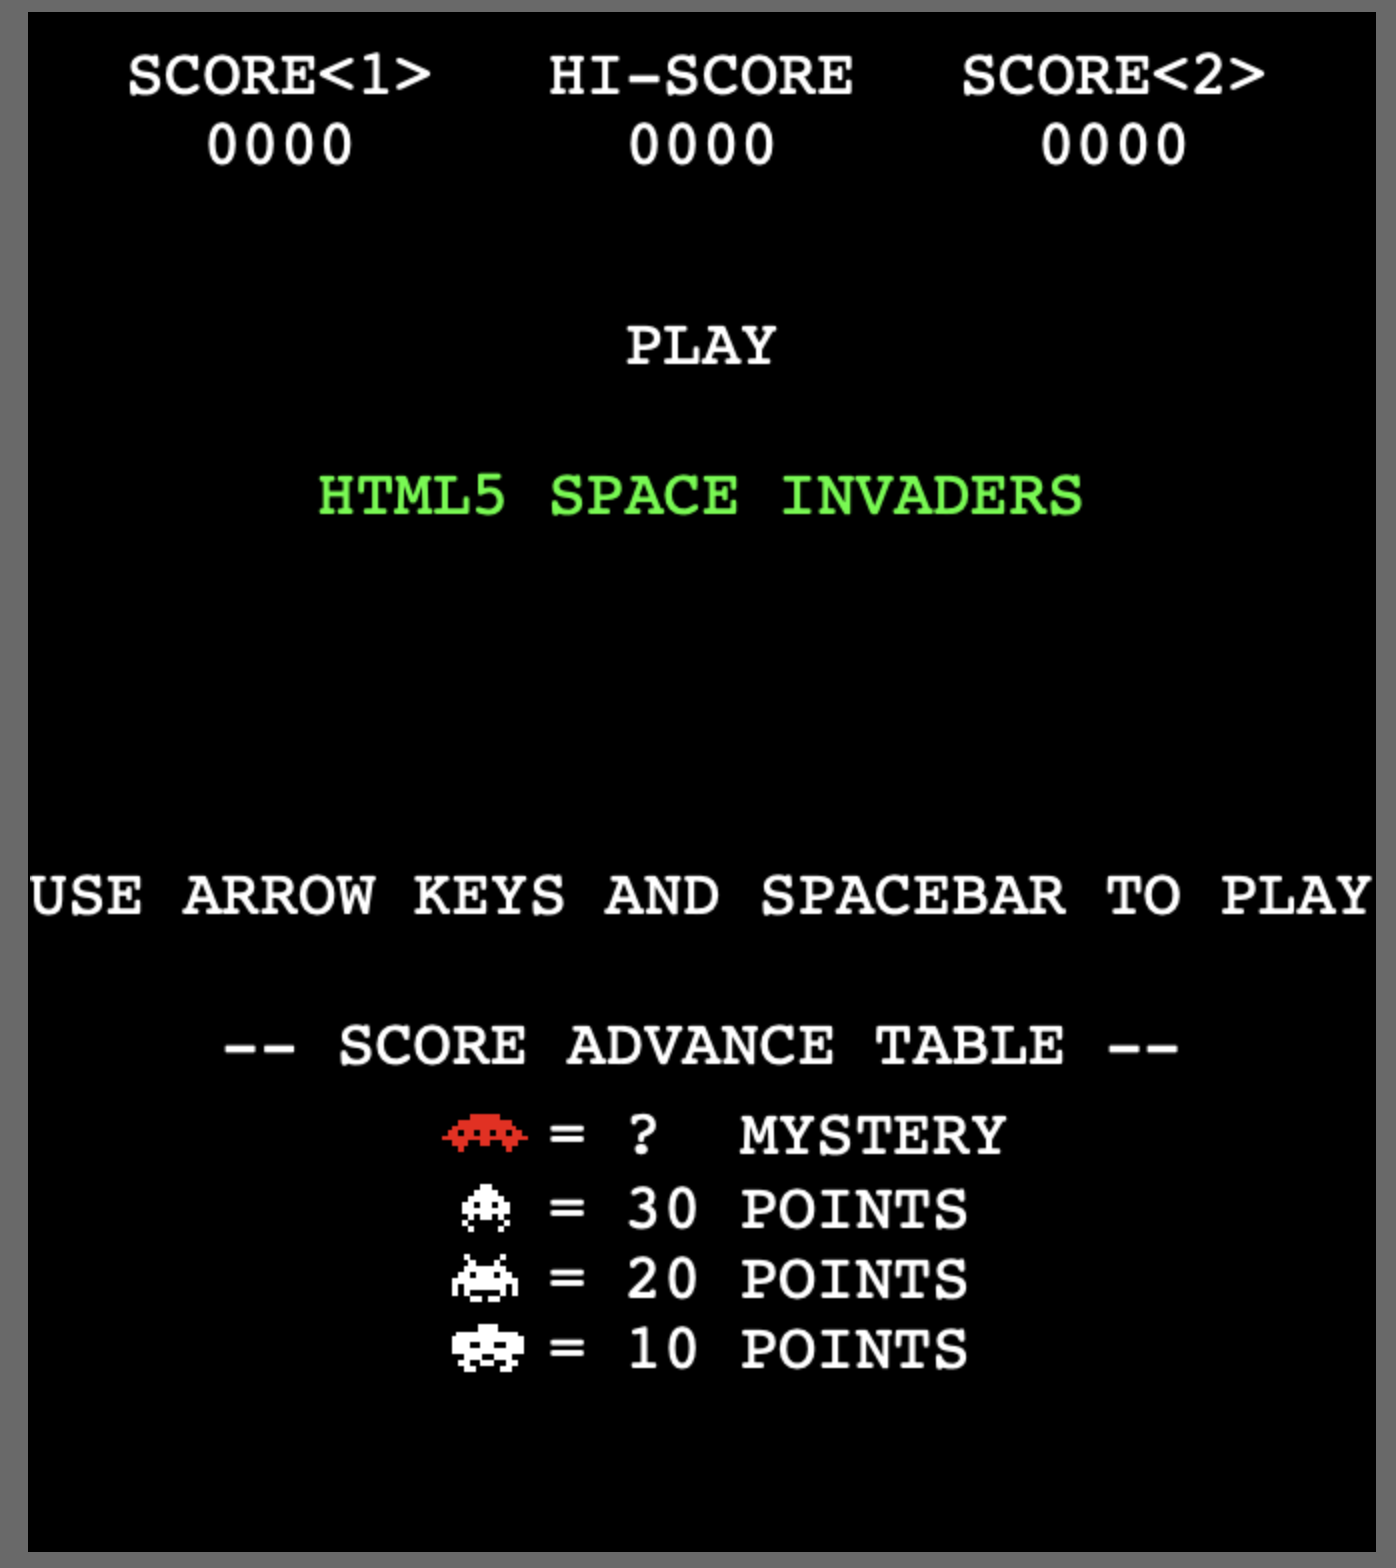 SCORE<1> HI-SCORE SCORE<2>
0000 0000 0000
PLAY
HTML5 SPACE INVADERS
USE ARROW KEYS AND SPACEBAR TO PLAY
-- SCORE ADVANCE TABLE --
= ? MYSTERY
= 30 POINTS
= 20 POINTS
= 10 POINTS